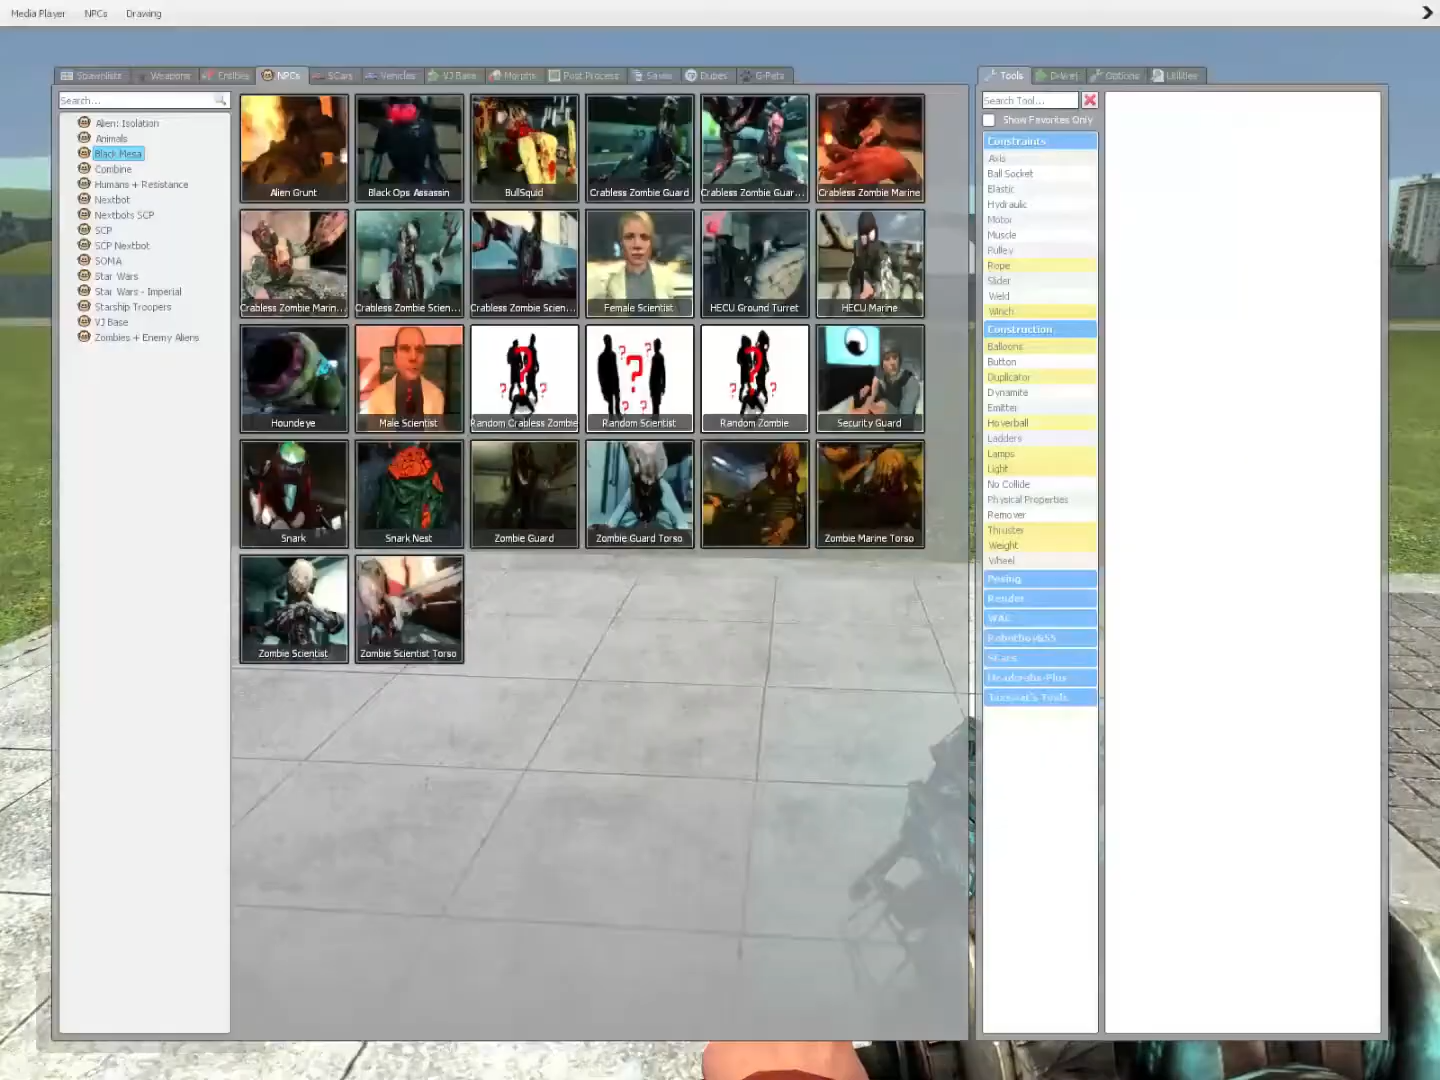 Media Player NPCs Drawing
Spawnlists Weapons Entities NPCs SCars Vehicles VJ Base Morphs Post Process Saves Dupes G-Pets
Tools Options Utilities
Search...
Alien: Isolation
Animals
Black Mesa
Combine
Humans + Resistance
Nextbot
Nextbots SCP
SCP
SCP Nextbot
SOMA
Star Wars
Star Wars - Imperial
Starship Troopers
VJ Base
Zombies + Enemy Aliens
Alien Grunt
Black Ops Assassin
BullSquid
Crabless Zombie Guard
Crabless Zombie Guar...
Crabless Zombie Marine
Crabless Zombie Marin...
Crabless Zombie Scien...
Crabless Zombie Scien...
Female Scientist
HECU Ground Turret
HECU Marine
Houndeye
Male Scientist
Random Crabless Zombie
Random Scientist
Random Zombie
Security Guard
Snark
Snark Nest
Zombie Guard
Zombie Guard Torso
Zombie Marine Torso
Zombie Scientist
Zombie Scientist Torso
Search Tool...
Show Favorites Only
Constraints
Axis
Ball Socket
Elastic
Hydraulic
Motor
Muscle
Pulley
Rope
Slider
Weld
Winch
Construction
Balloons
Button
Duplicator
Dynamite
Emitter
Hoverball
Ladders
Lamps
Light
No Collide
Physical Properties
Remover
Thruster
Weight
Wheel
Posing
Render
WAC
Robotboy655
SCars
Headcrabs-Plus